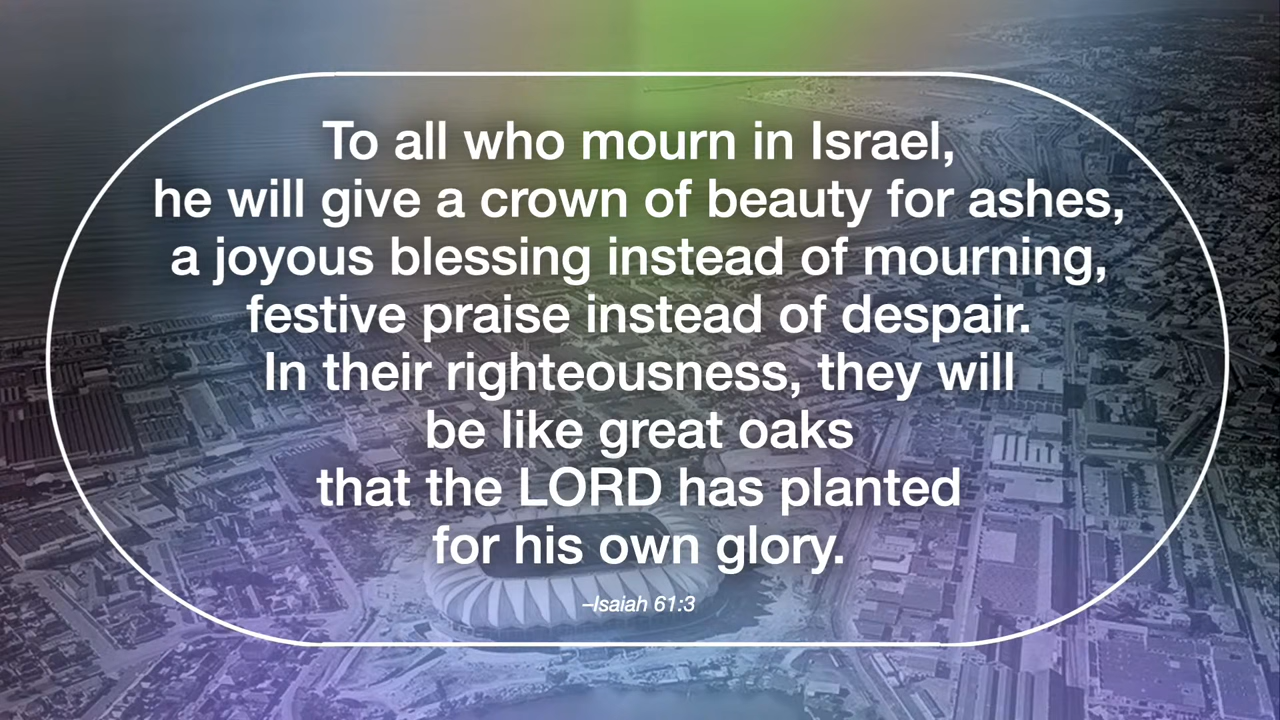 To all who mourn in Israel,
he will give a crown of beauty for ashes,
a joyous blessing instead of mourning,
festive praise instead of despair.
In their righteousness, they will
be like great oaks
that the LORD has planted
for his own glory.
–Isaiah 61:3